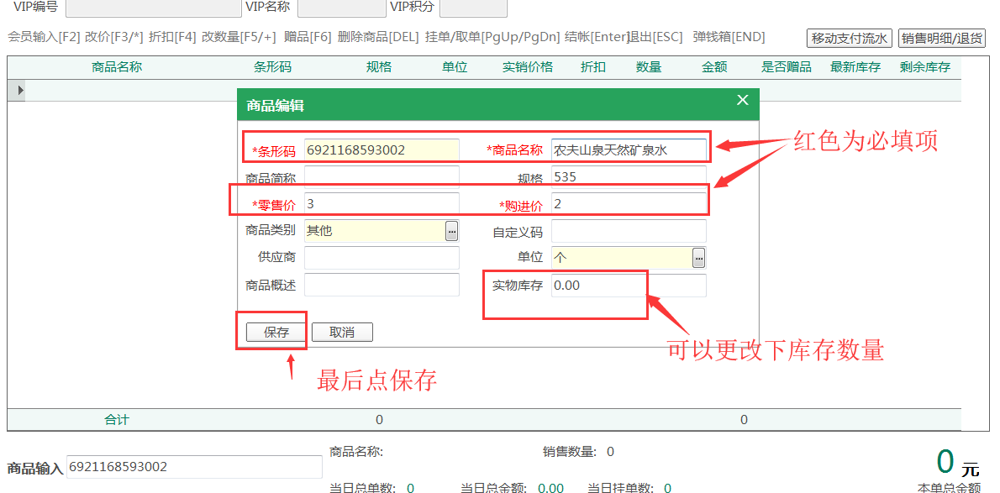 VIP编号 VIP名称 VIP积分
会员输入[F2] 改价[F3/*] 折扣[F4] 改数量[F5/+] 赠品[F6] 删除商品[DEL] 挂单/取单[PgUp/PgDn] 结帐[Enter]退出[ESC] 弹钱箱[END] 移动支付流水 销售明细/退货
商品名称 条形码 规格 单位 实销价格 折扣 数量 金额 是否赠品 最新库存 剩余库存
商品编辑
*条形码 6921168593002 *商品名称 农夫山泉天然矿泉水
红色为必填项
商品简称 规格 535
*零售价 3 *购进价 2
商品类别 其他 ... 自定义码
供应商 单位 个 ...
商品概述 实物库存 0.00
保存 取消
可以更改下库存数量
最后点保存
合计 0 0
商品名称: 销售数量: 0
商品输入 6921168593002
0 元
当日总单数: 0 当日总金额: 0.00 当日挂单数: 0 本单总金额